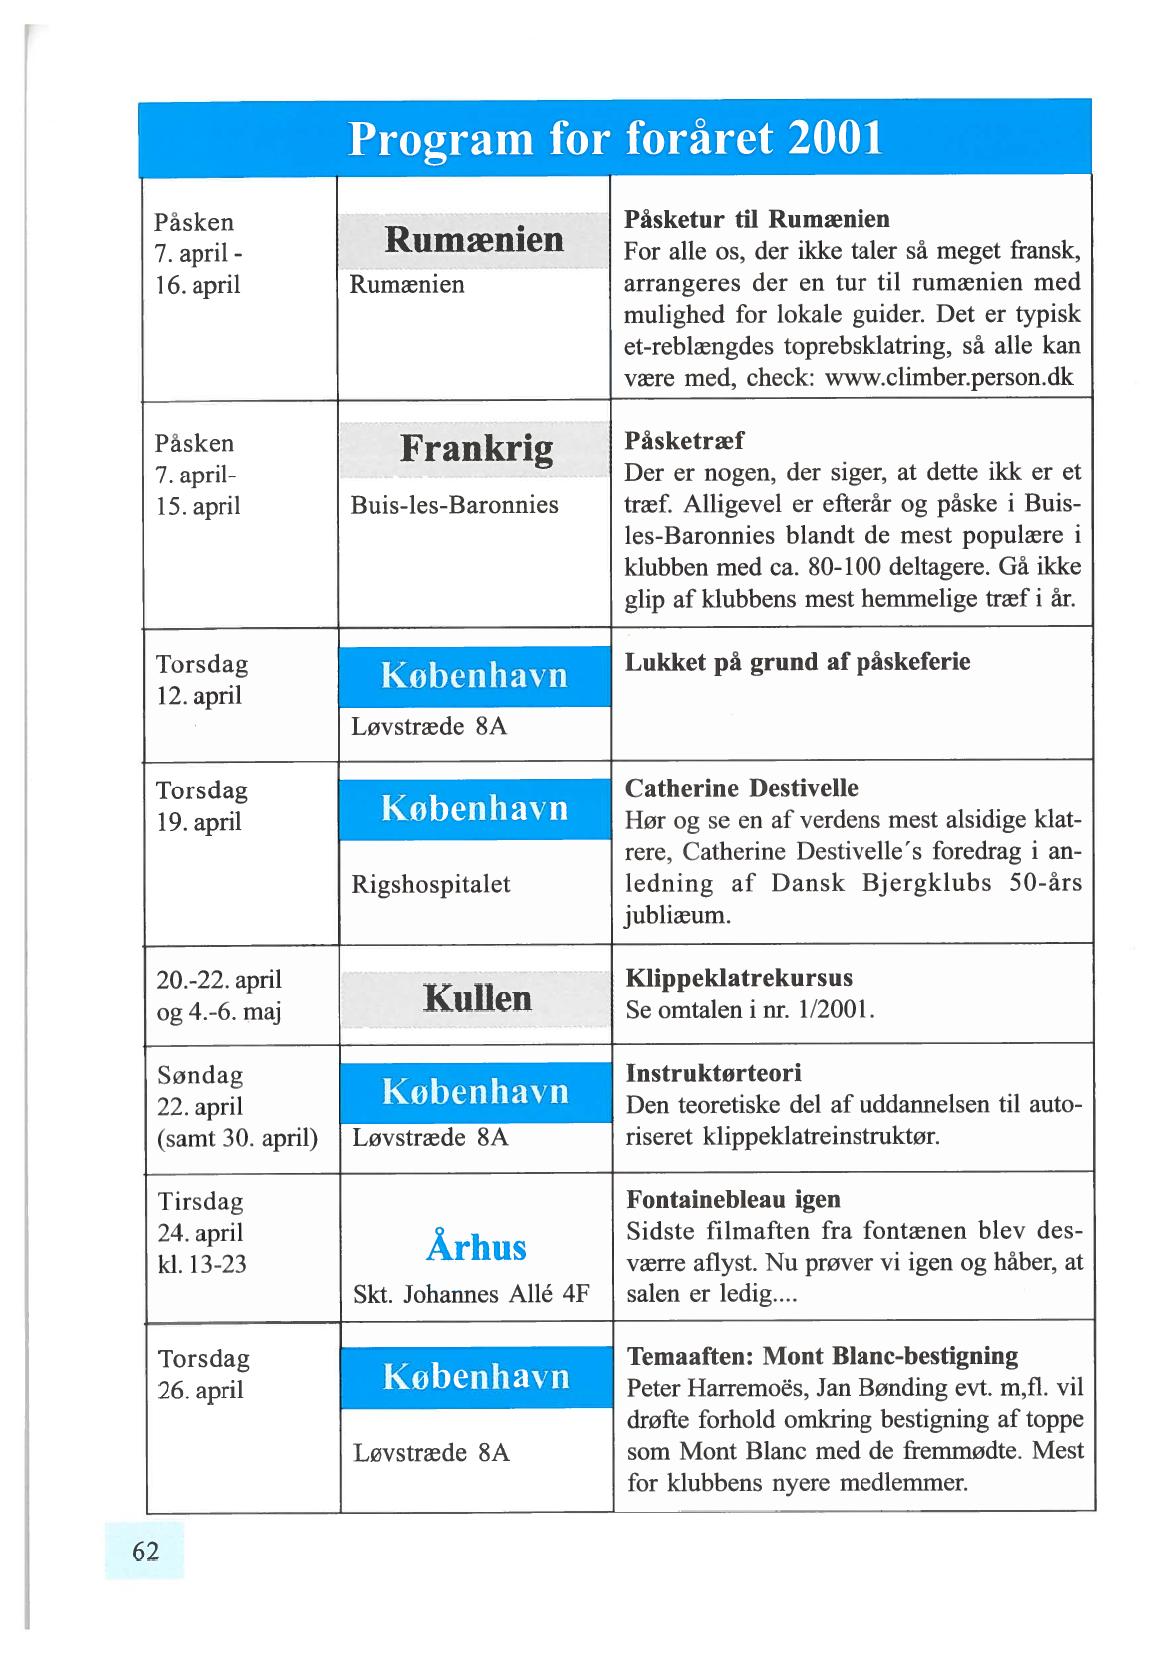 Program for foråret 2001
Påsken
7. april -
16. april
Rumænien
Rumænien
Påsketur til Rumænien
For alle os, der ikke taler så meget fransk,
arrangeres der en tur til rumænien med
mulighed for lokale guider. Det er typisk
et-reblængdes toprebsklatring, så alle kan
være med, check: www.climber.person.dk
Påsken
7. april-
15. april
Frankrig
Buis-les-Baronnies
Påsketræf
Der er nogen, der siger, at dette ikk er et
træf. Alligevel er efterår og påske i Buis-
les-Baronnies blandt de mest populære i
klubben med ca. 80-100 deltagere. Gå ikke
glip af klubbens mest hemmelige træf i år.
Torsdag
12. april
København
Løvstræde 8A
Lukket på grund af påskeferie
Torsdag
19. april
København
Rigshospitalet
Catherine Destivelle
Hør og se en af verdens mest alsidige klat-
rere, Catherine Destivelle´s foredrag i an-
ledning af Dansk Bjergklubs 50-års
jubliæum.
20.-22. april
og 4.-6. maj
Kullen
Klippeklatrekursus
Se omtalen i nr. 1/2001.
Søndag
22. april
(samt 30. april)
København
Løvstræde 8A
Instruktørteori
Den teoretiske del af uddannelsen til auto-
riseret klippeklatreinstruktør.
Tirsdag
24. april
kl. 13-23
Århus
Skt. Johannes Allé 4F
Fontainebleau igen
Sidste filmaften fra fontænen blev des-
værre aflyst. Nu prøver vi igen og håber, at
salen er ledig....
Torsdag
26. april
København
Løvstræde 8A
Temaaften: Mont Blanc-bestigning
Peter Harremoës, Jan Bønding evt. m,fl. vil
drøfte forhold omkring bestigning af toppe
som Mont Blanc med de fremmødte. Mest
for klubbens nyere medlemmer.
62